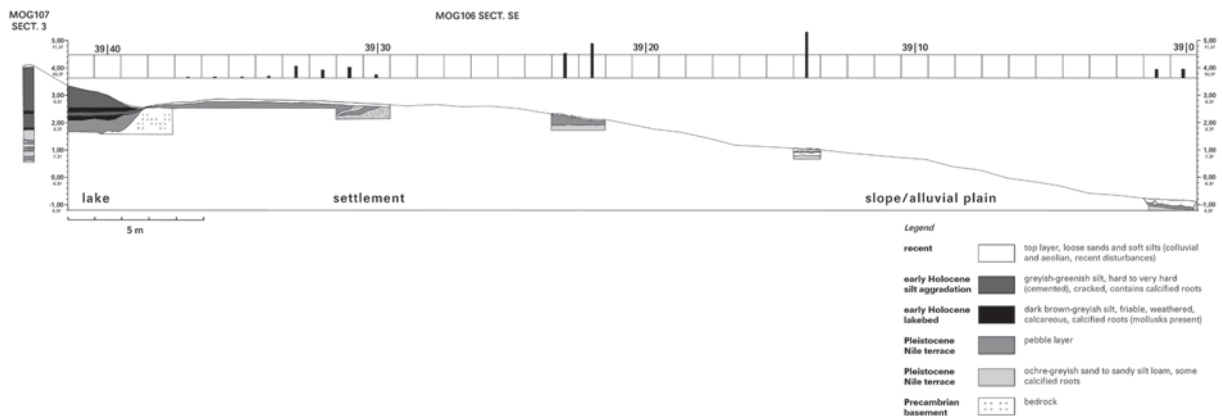 MOG107
SECT. 3
MOG106 SECT. SE
39|40
39|30
39|20
39|10
39|0
5,00
4,00
3,00
2,00
1,00
0,00
-1,00
5,00
4,00
3,00
2,00
1,00
0,00
-1,00
lake
settlement
slope/alluvial plain
5 m
Legend
recent
top layer, loose sands and soft silts (colluvial
and aeolian, recent disturbances)
early Holocene
silt aggradation
greyish-greenish silt, hard to very hard
(cemented), cracked, contains calcified roots
early Holocene
lakebed
dark brown-greyish silt, friable, weathered,
calcareous, calcified roots (mollusks present)
Pleistocene
Nile terrace
pebble layer
Pleistocene
Nile terrace
ochre-greyish sand to sandy silt loam, some
calcified roots
Precambrian
basement
bedrock